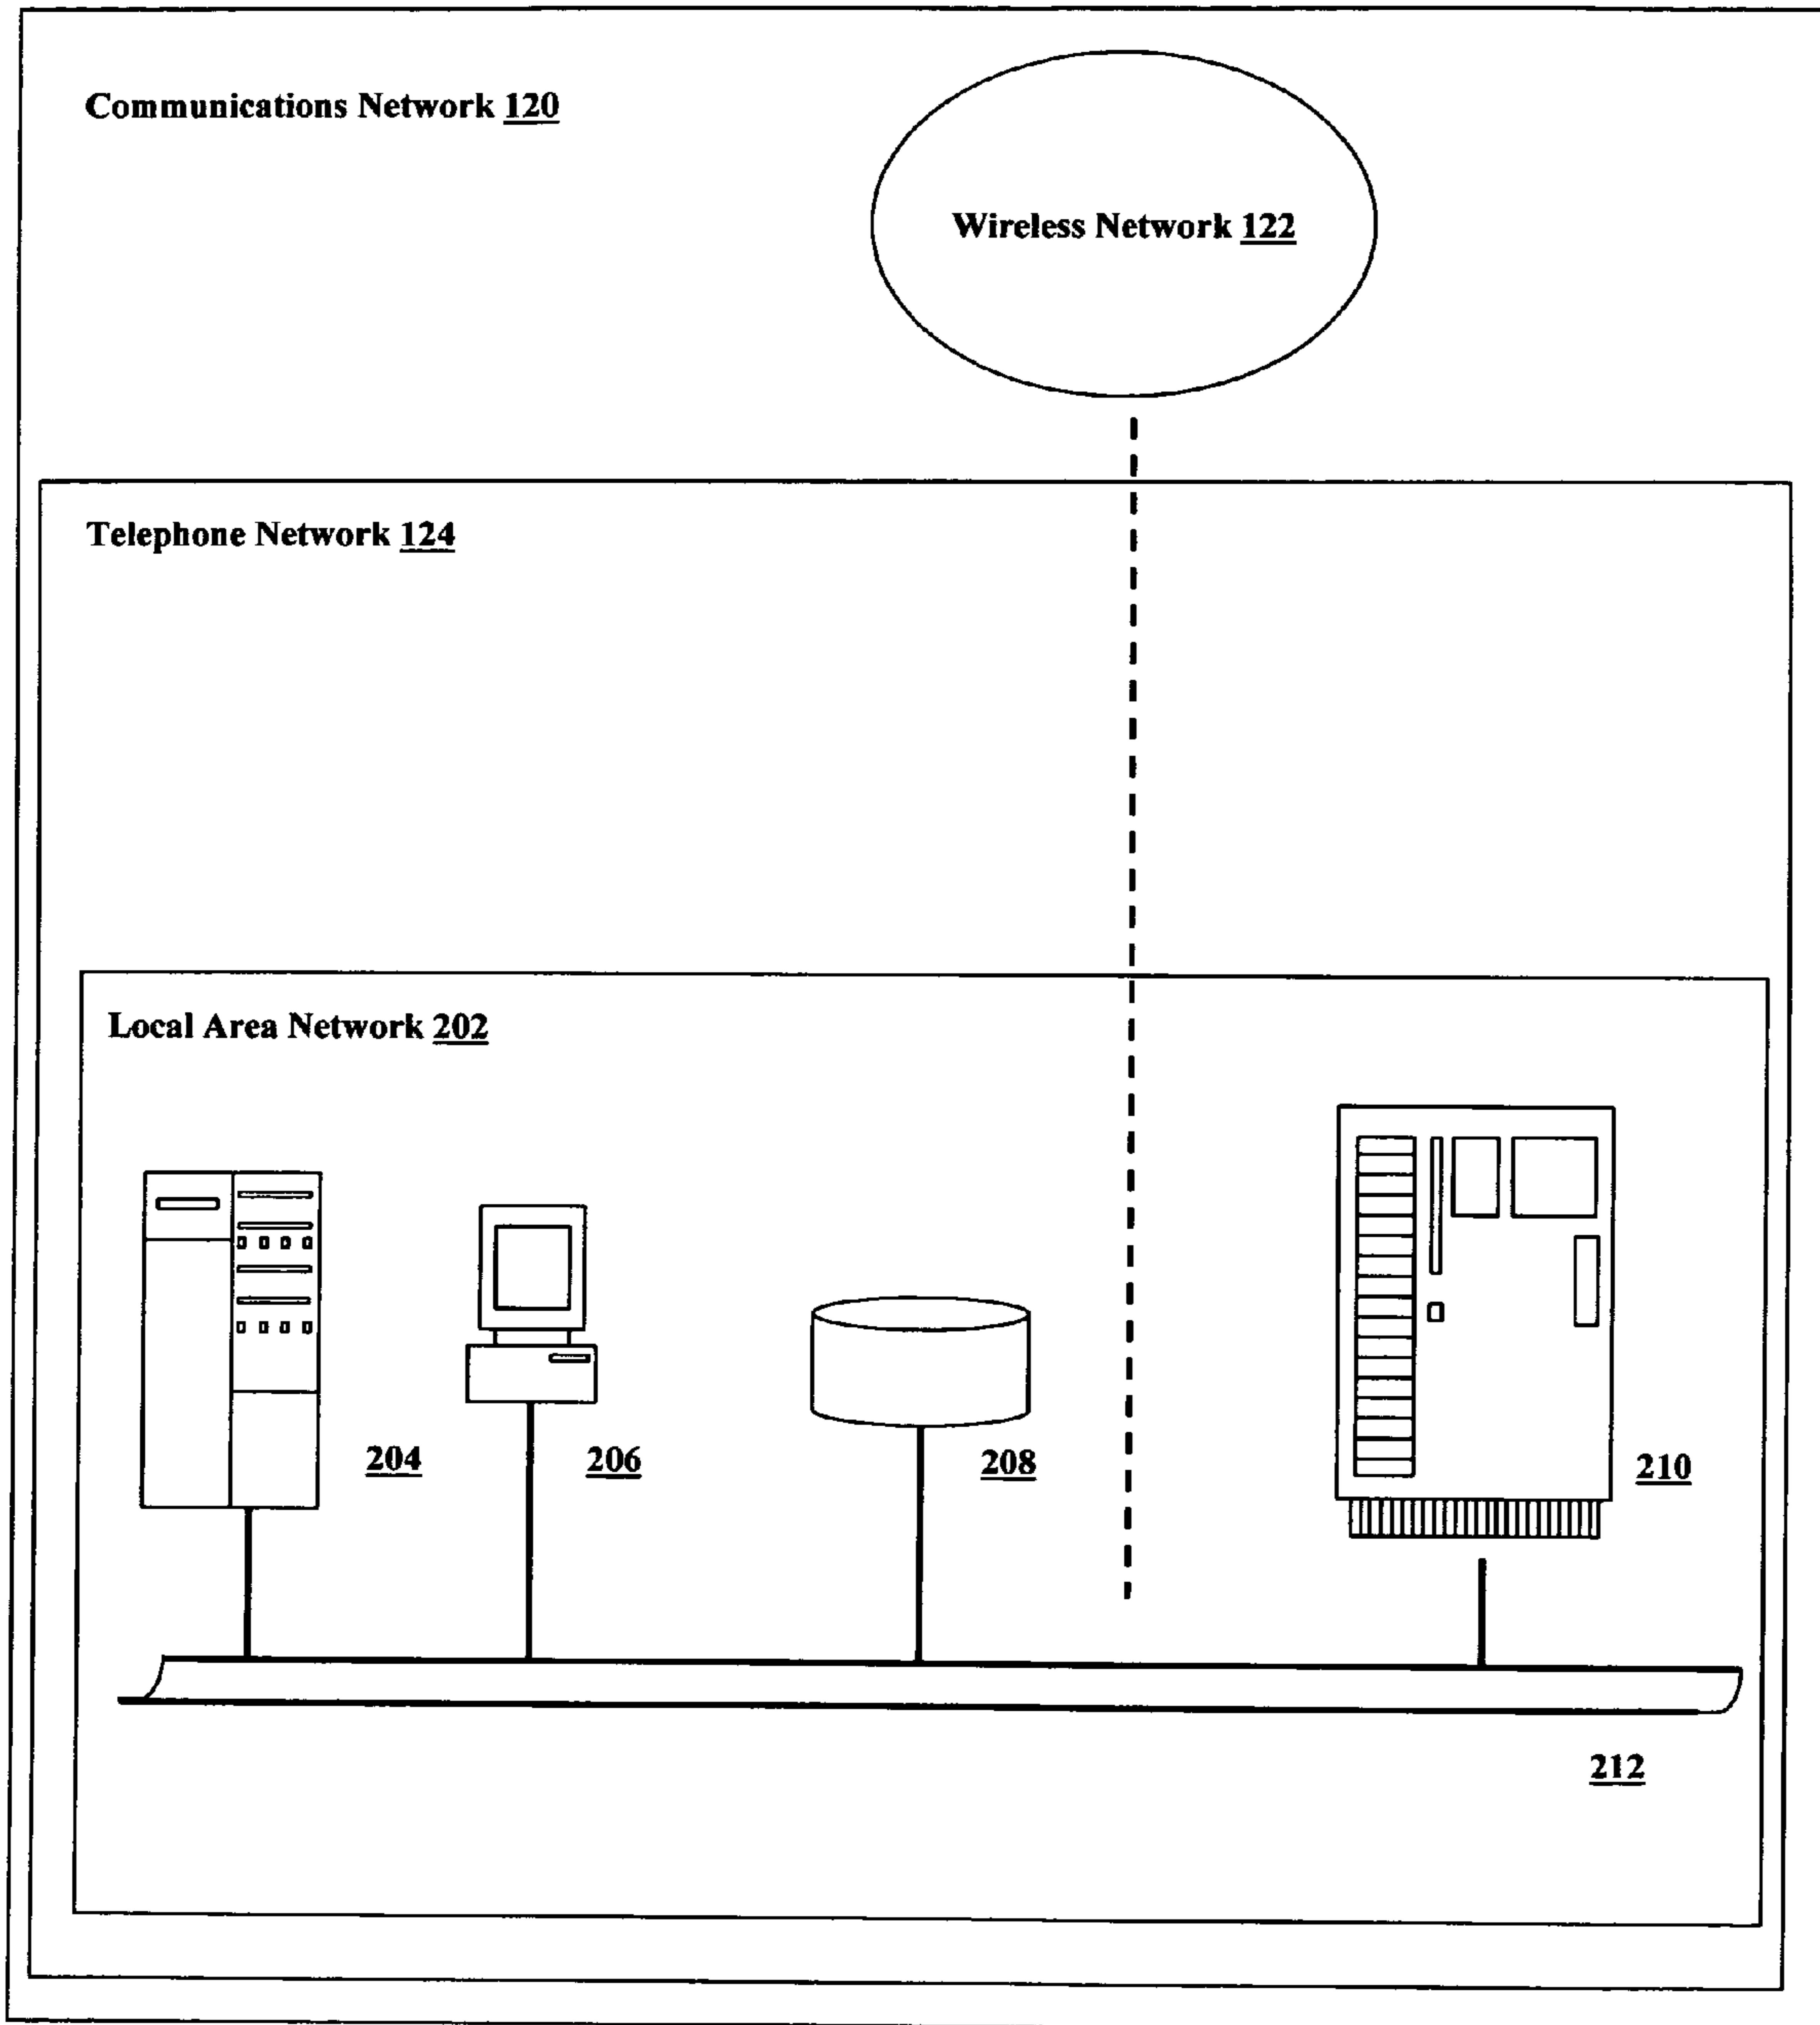 Communications Network 120
Wireless Network 122
Telephone Network 124
Local Area Network 202
204
206
208
210
212